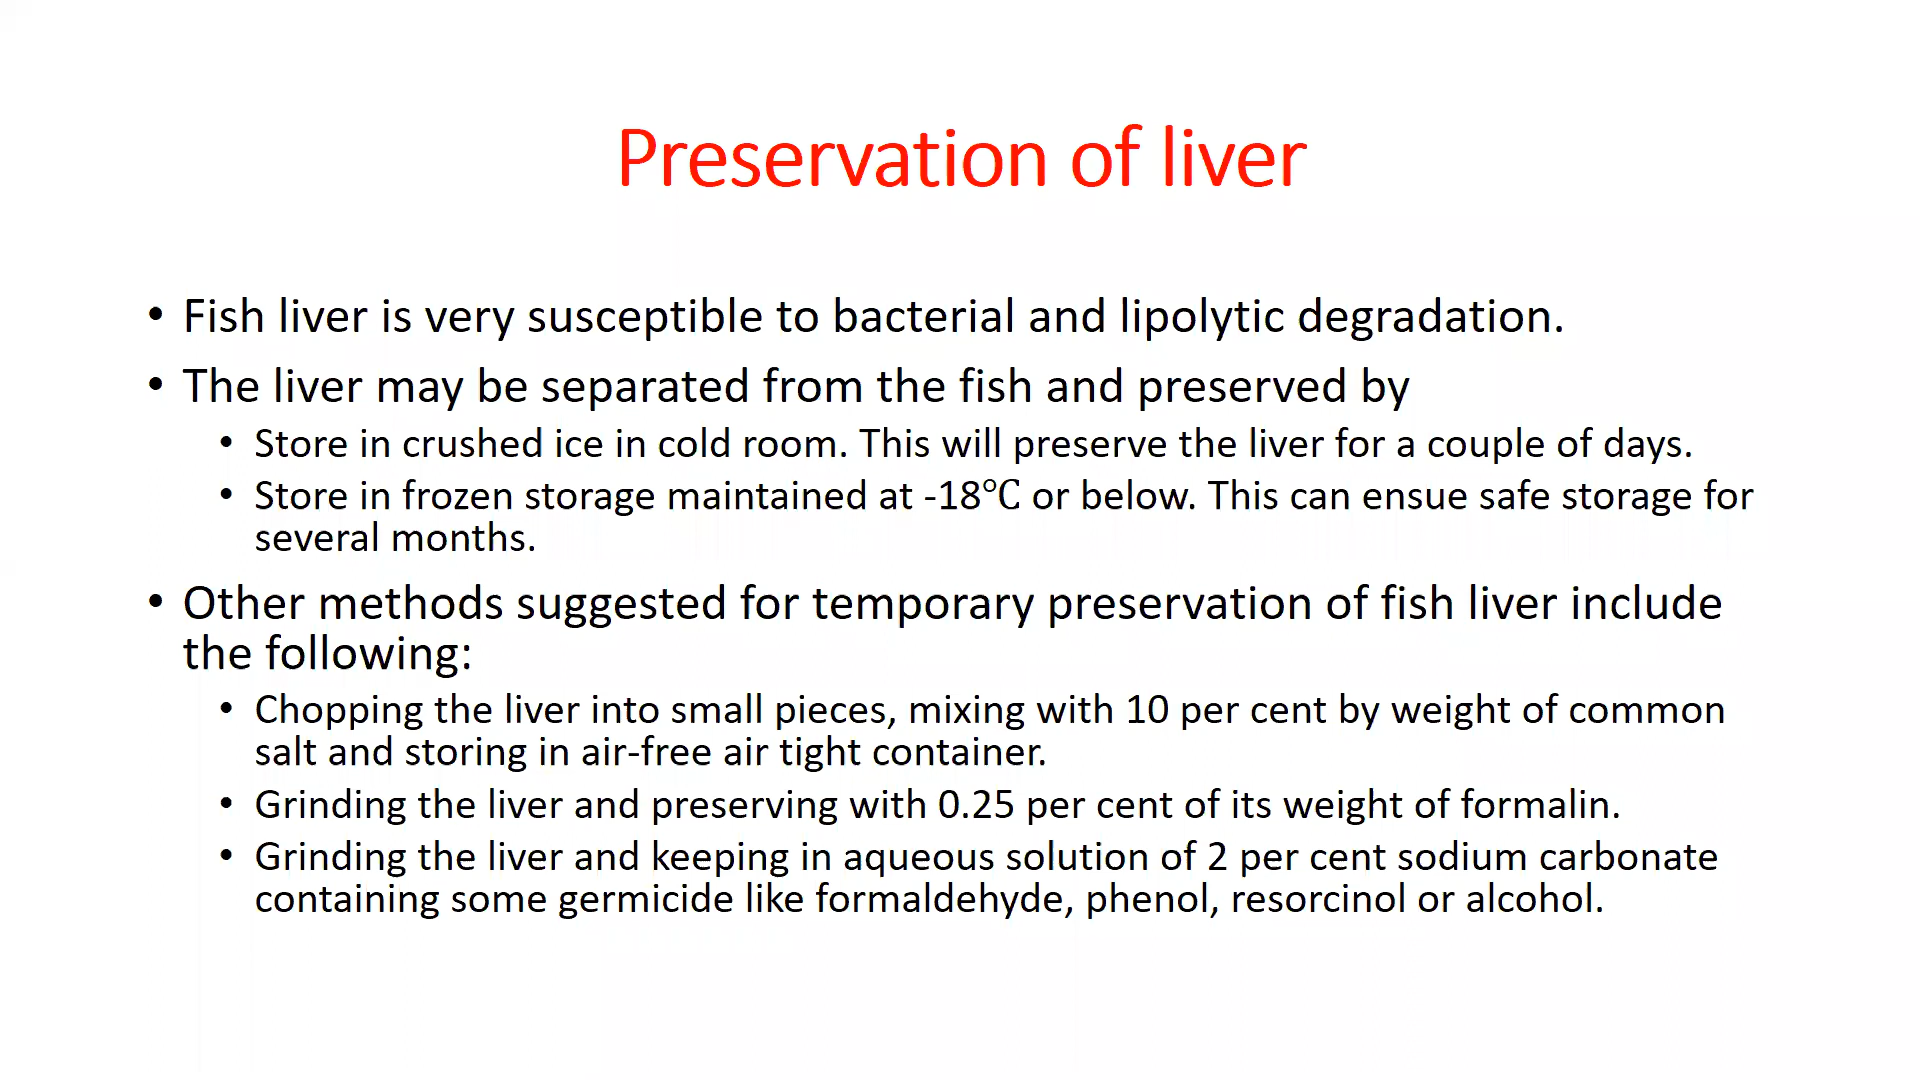 Preservation of liver
• Fish liver is very susceptible to bacterial and lipolytic degradation.
• The liver may be separated from the fish and preserved by
• Store in crushed ice in cold room. This will preserve the liver for a couple of days.
• Store in frozen storage maintained at -18℃ or below. This can ensue safe storage for
several months.
• Other methods suggested for temporary preservation of fish liver include
the following:
• Chopping the liver into small pieces, mixing with 10 per cent by weight of common
salt and storing in air-free air tight container.
• Grinding the liver and preserving with 0.25 per cent of its weight of formalin.
• Grinding the liver and keeping in aqueous solution of 2 per cent sodium carbonate
containing some germicide like formaldehyde, phenol, resorcinol or alcohol.